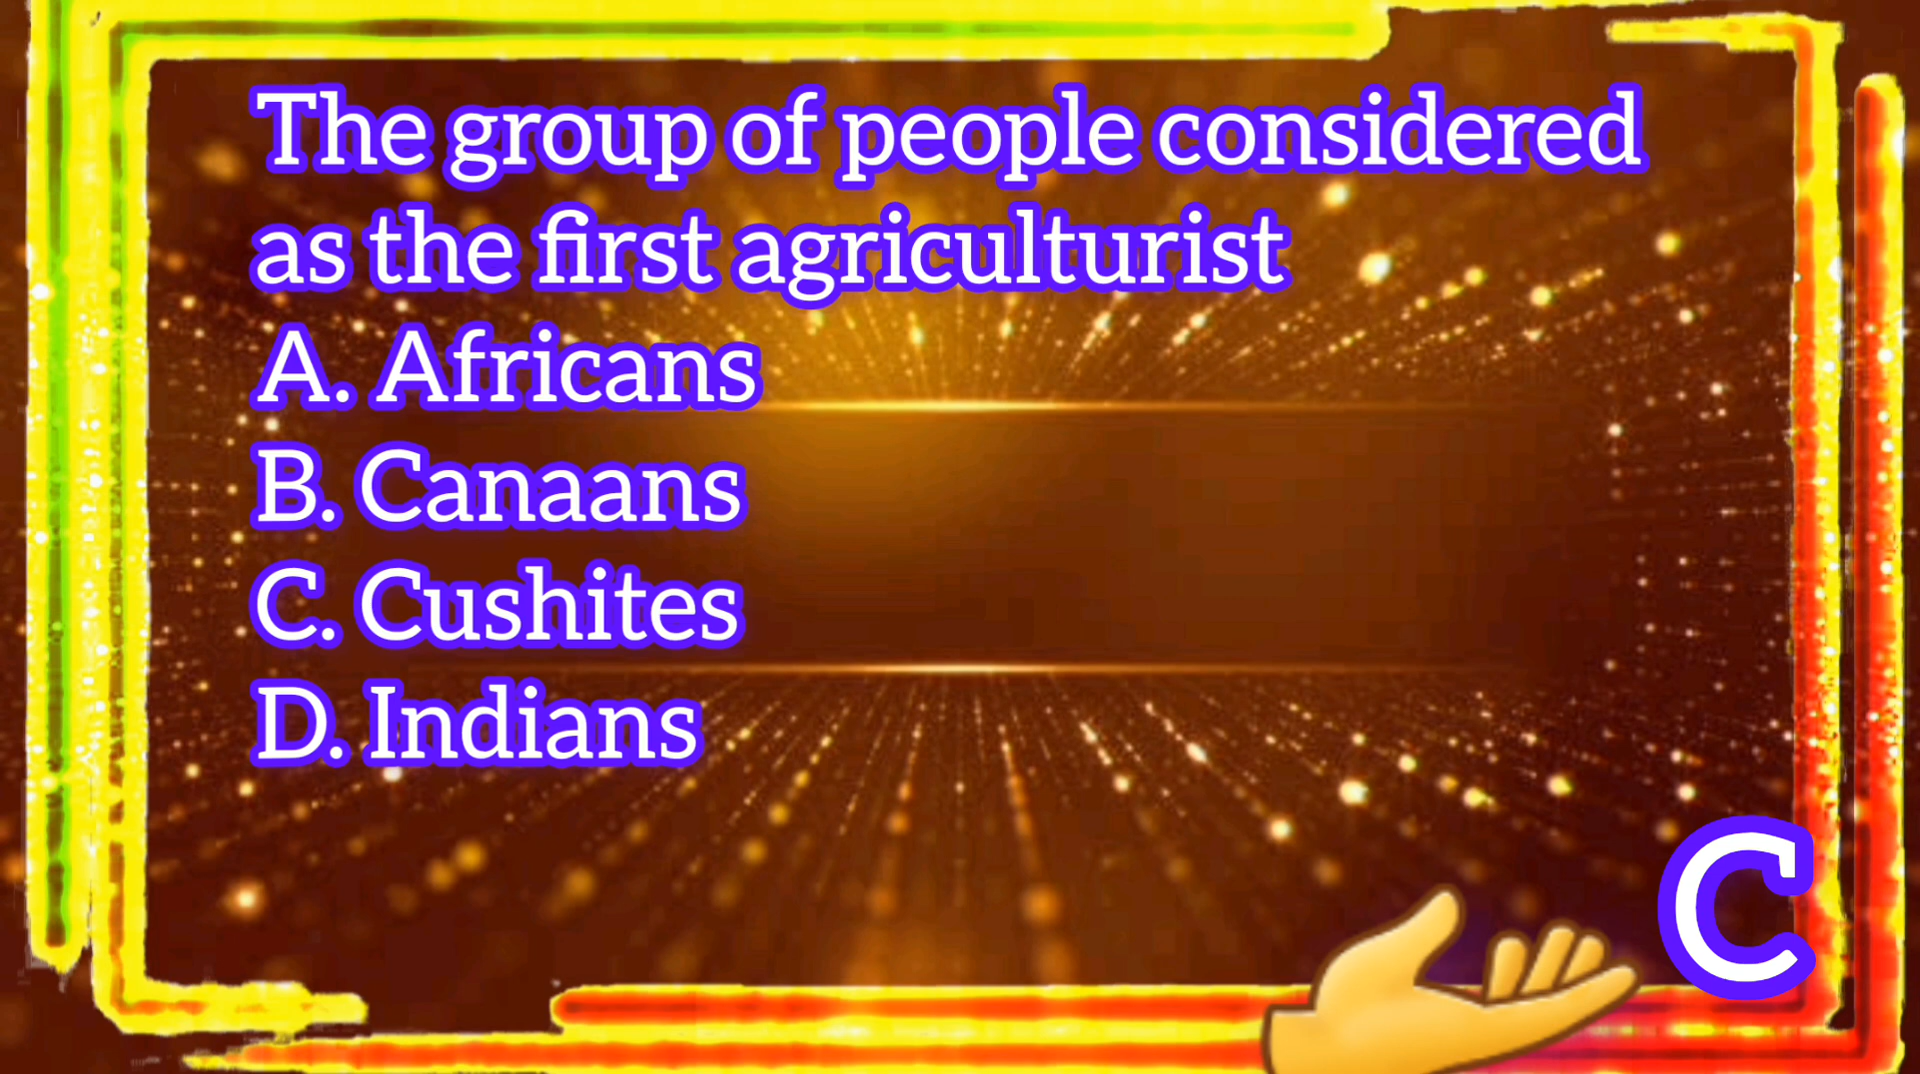 The group of people considered
as the first agriculturist
A. Africans
B. Canaans
C. Cushites
D. Indians
C